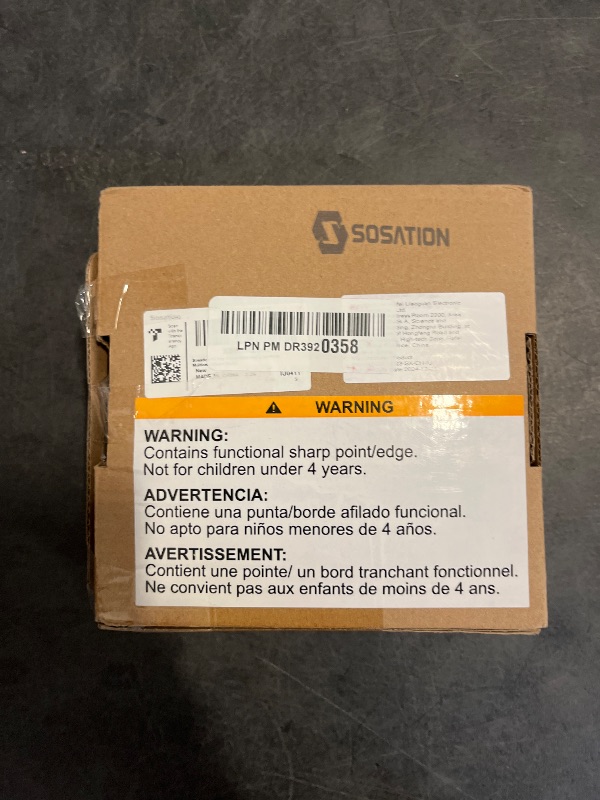 SOSATION
LPN PM DR3920358
WARNING
WARNING:
Contains functional sharp point/edge.
Not for children under 4 years.
ADVERTENCIA:
Contiene una punta/borde afilado funcional.
No apto para niños menores de 4 años.
AVERTISSEMENT:
Contient une pointe/ un bord tranchant fonctionnel.
Ne convient pas aux enfants de moins de 4 ans.